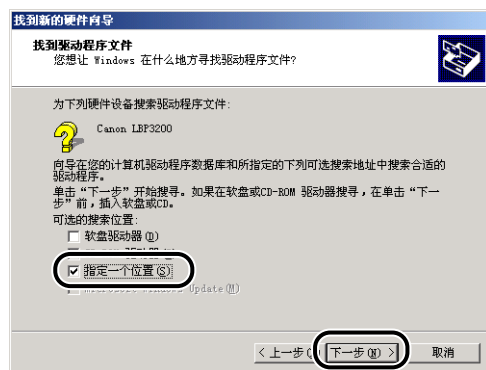 找到新的硬件向导
找到驱动程序文件
您想让 Windows 在什么地方寻找驱动程序文件?
为下列硬件设备搜索驱动程序文件:
Canon LBP3200
向导在您的计算机驱动程序数据库和所指定的下列可选搜索地址中搜索合适的
驱动程序。
单击“下一步”开始搜寻。如果在软盘或CD-ROM 驱动器搜寻，在单击“下一
步”前，插入软盘或CD。
可选的搜索位置:
软盘驱动器(D)
指定一个位置(S)
Update(M)
< 上一步
下一步(N) >
取消